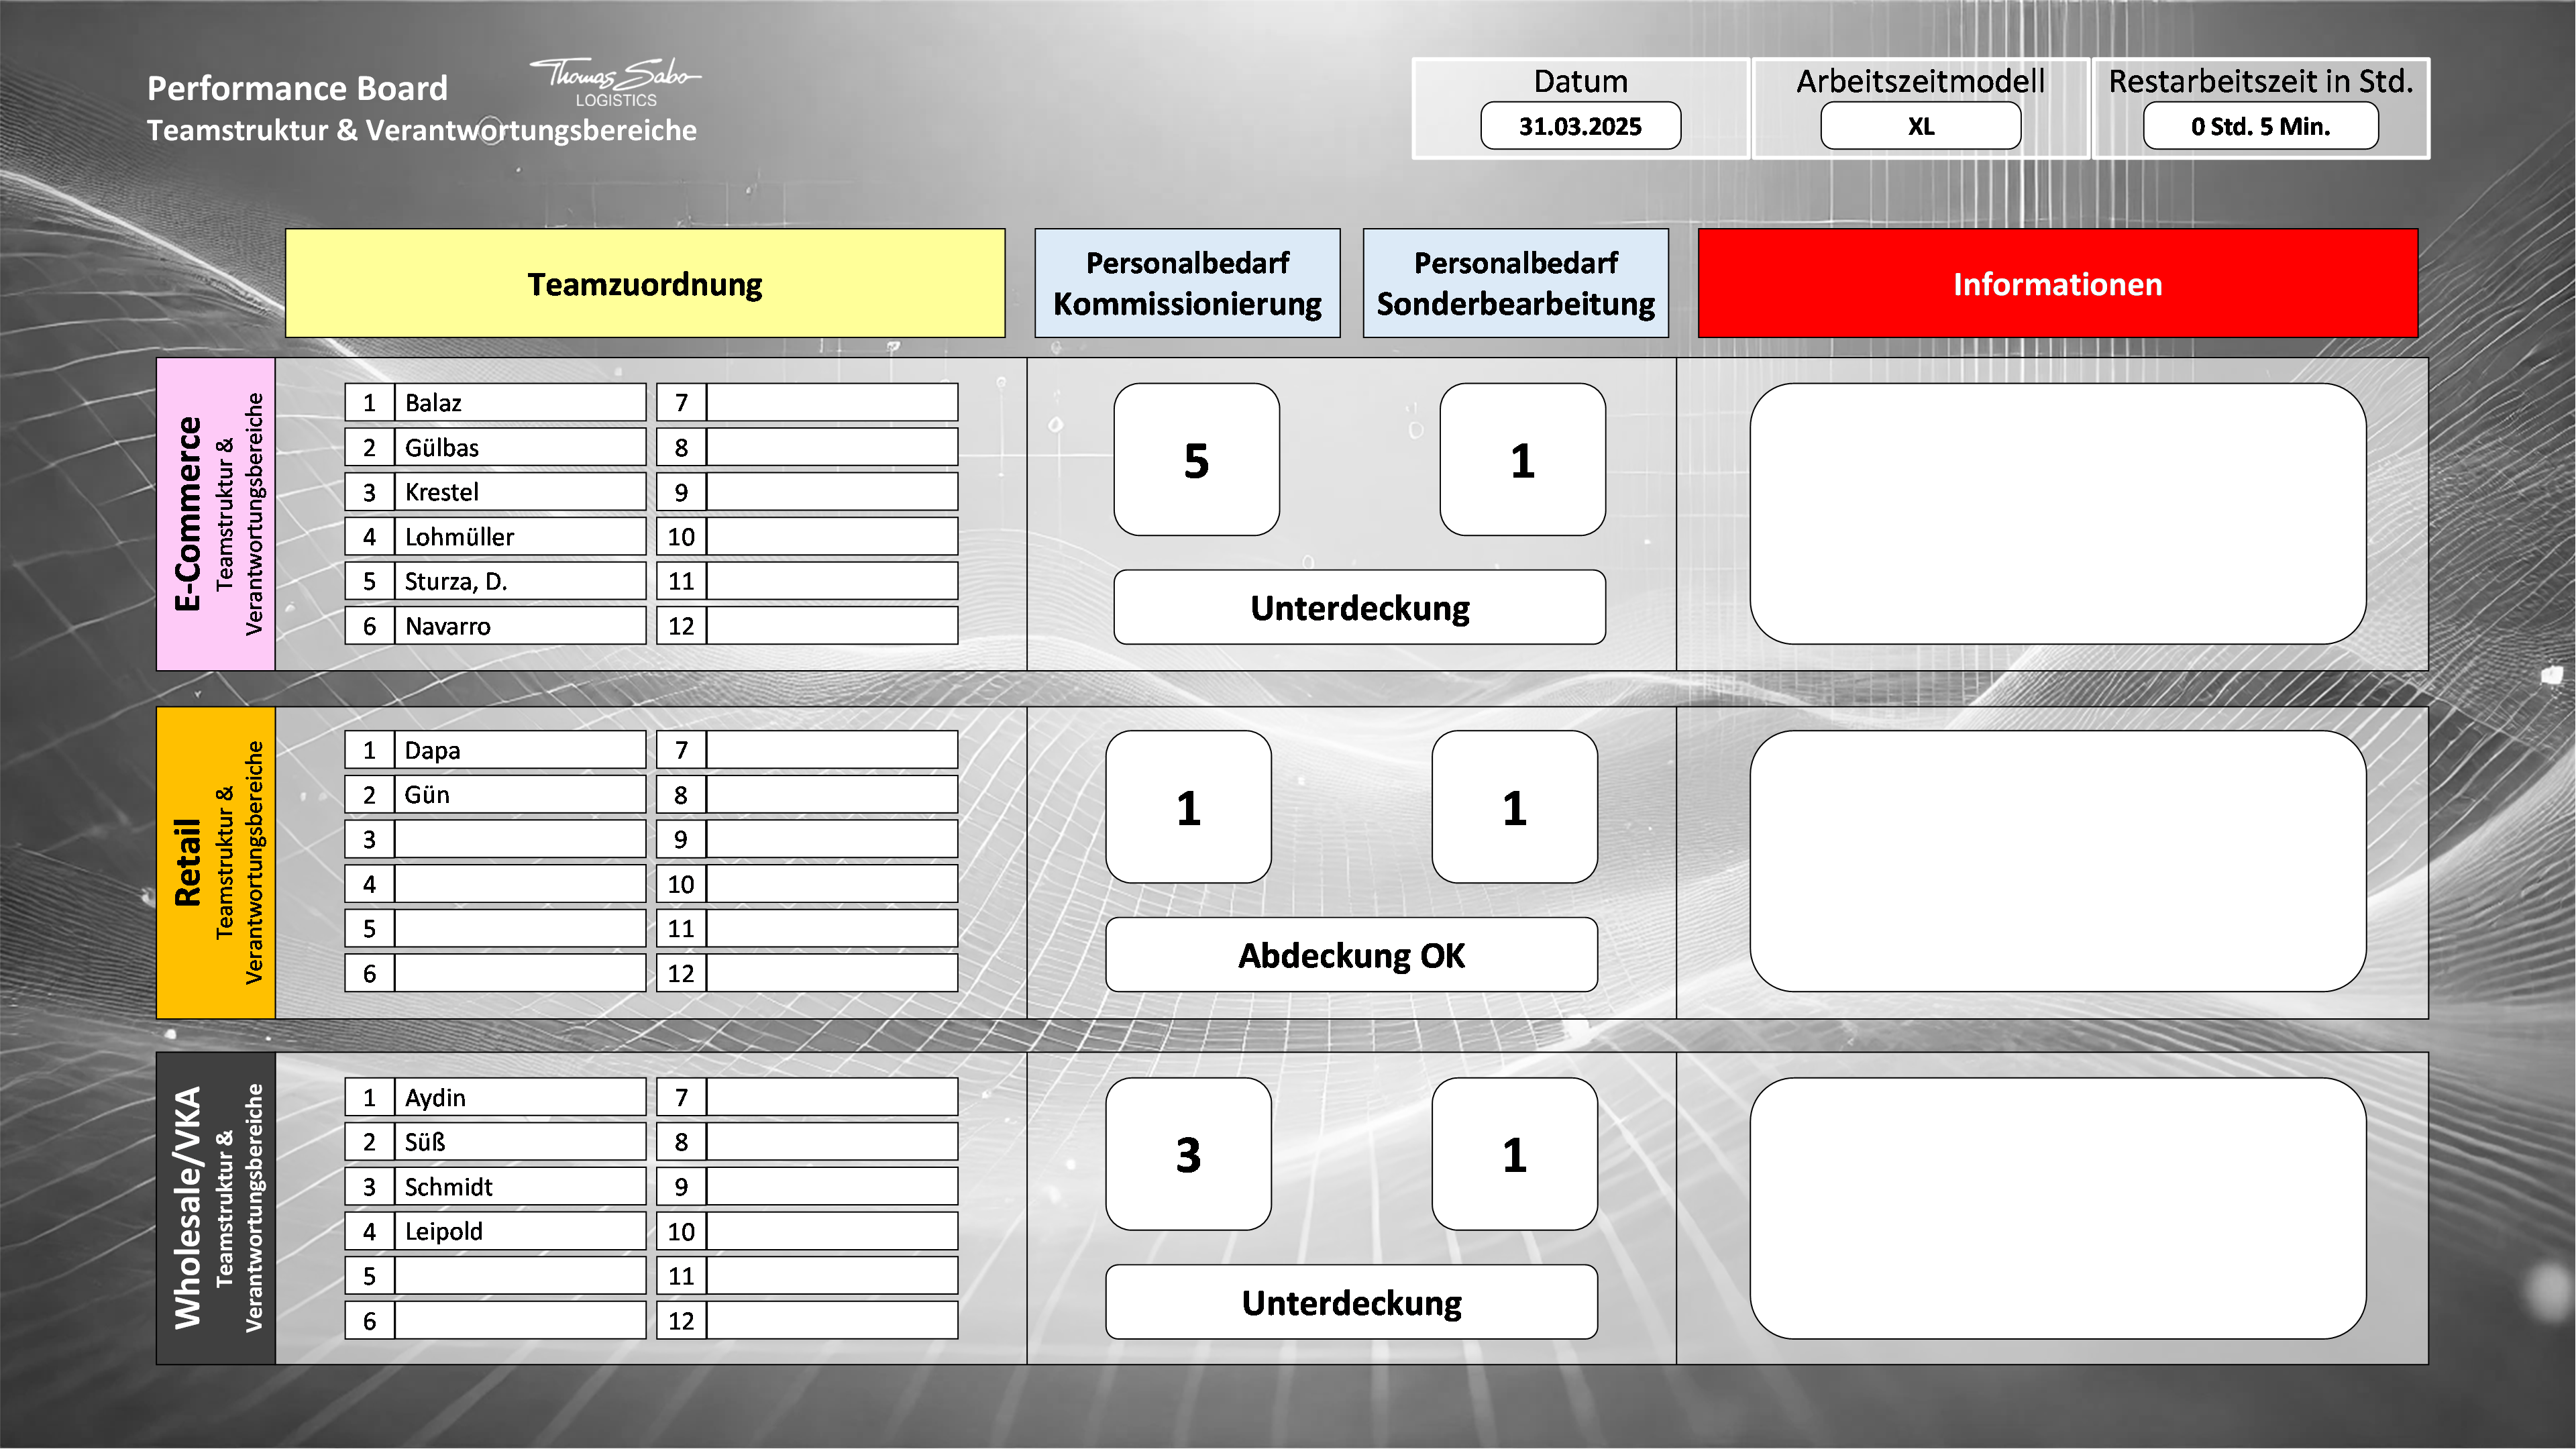 Performance Board
Thomas Sabo
LOGISTICS
Teamstruktur & Verantwortungsbereiche
Datum
31.03.2025
Arbeitszeitmodell
XL
Restarbeitszeit in Std.
0 Std. 5 Min.
Teamzuordnung
Personalbedarf
Kommissionierung
Personalbedarf
Sonderbearbeitung
Informationen
E-Commerce
Teamstruktur &
Verantwortungsbereiche
1 Balaz 7
2 Gülbas 8
3 Krestel 9
4 Lohmüller 10
5 Sturza, D. 11
6 Navarro 12
5
1
Unterdeckung
Retail
Teamstruktur &
Verantwortungsbereiche
1 Dapa 7
2 Gün 8
3 9
4 10
5 11
6 12
1
1
Abdeckung OK
Wholesale/VKA
Teamstruktur &
Verantwortungsbereiche
1 Aydin 7
2 Süß 8
3 Schmidt 9
4 Leipold 10
5 11
6 12
3
1
Unterdeckung